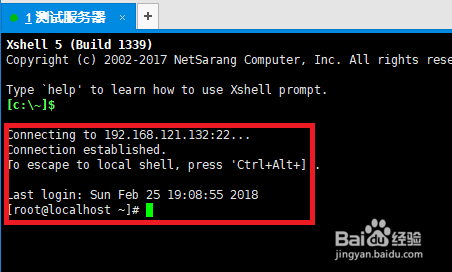 1 测试服务器
Xshell 5 (Build 1339)
Copyright (c) 2002-2017 NetSarang Computer, Inc. All rights rese
Type `help' to learn how to use Xshell prompt.
[c:\~]$
Connecting to 192.168.121.132:22...
Connection established.
To escape to local shell, press 'Ctrl+Alt+] .
Last login: Sun Feb 25 19:08:55 2018
[root@localhost ~]#
Baidu 经验
jingyan.baidu.com